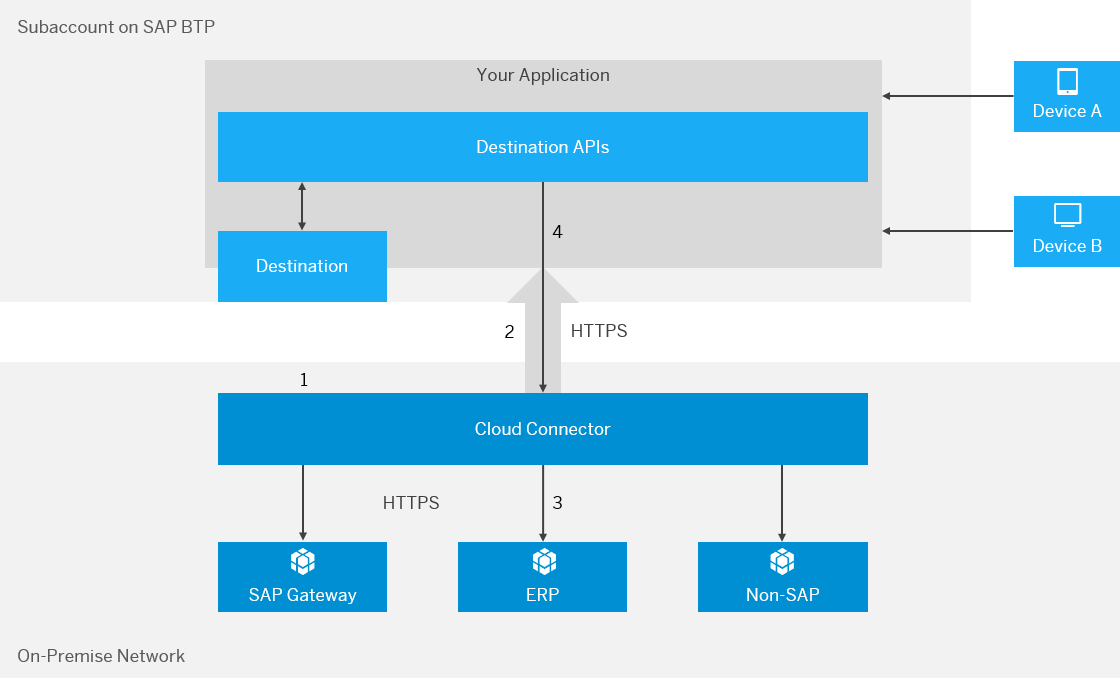 Subaccount on SAP BTP
Your Application
Device A
Destination APIs
4
Device B
Destination
2
HTTPS
1
Cloud Connector
HTTPS
3
SAP Gateway
ERP
Non-SAP
On-Premise Network